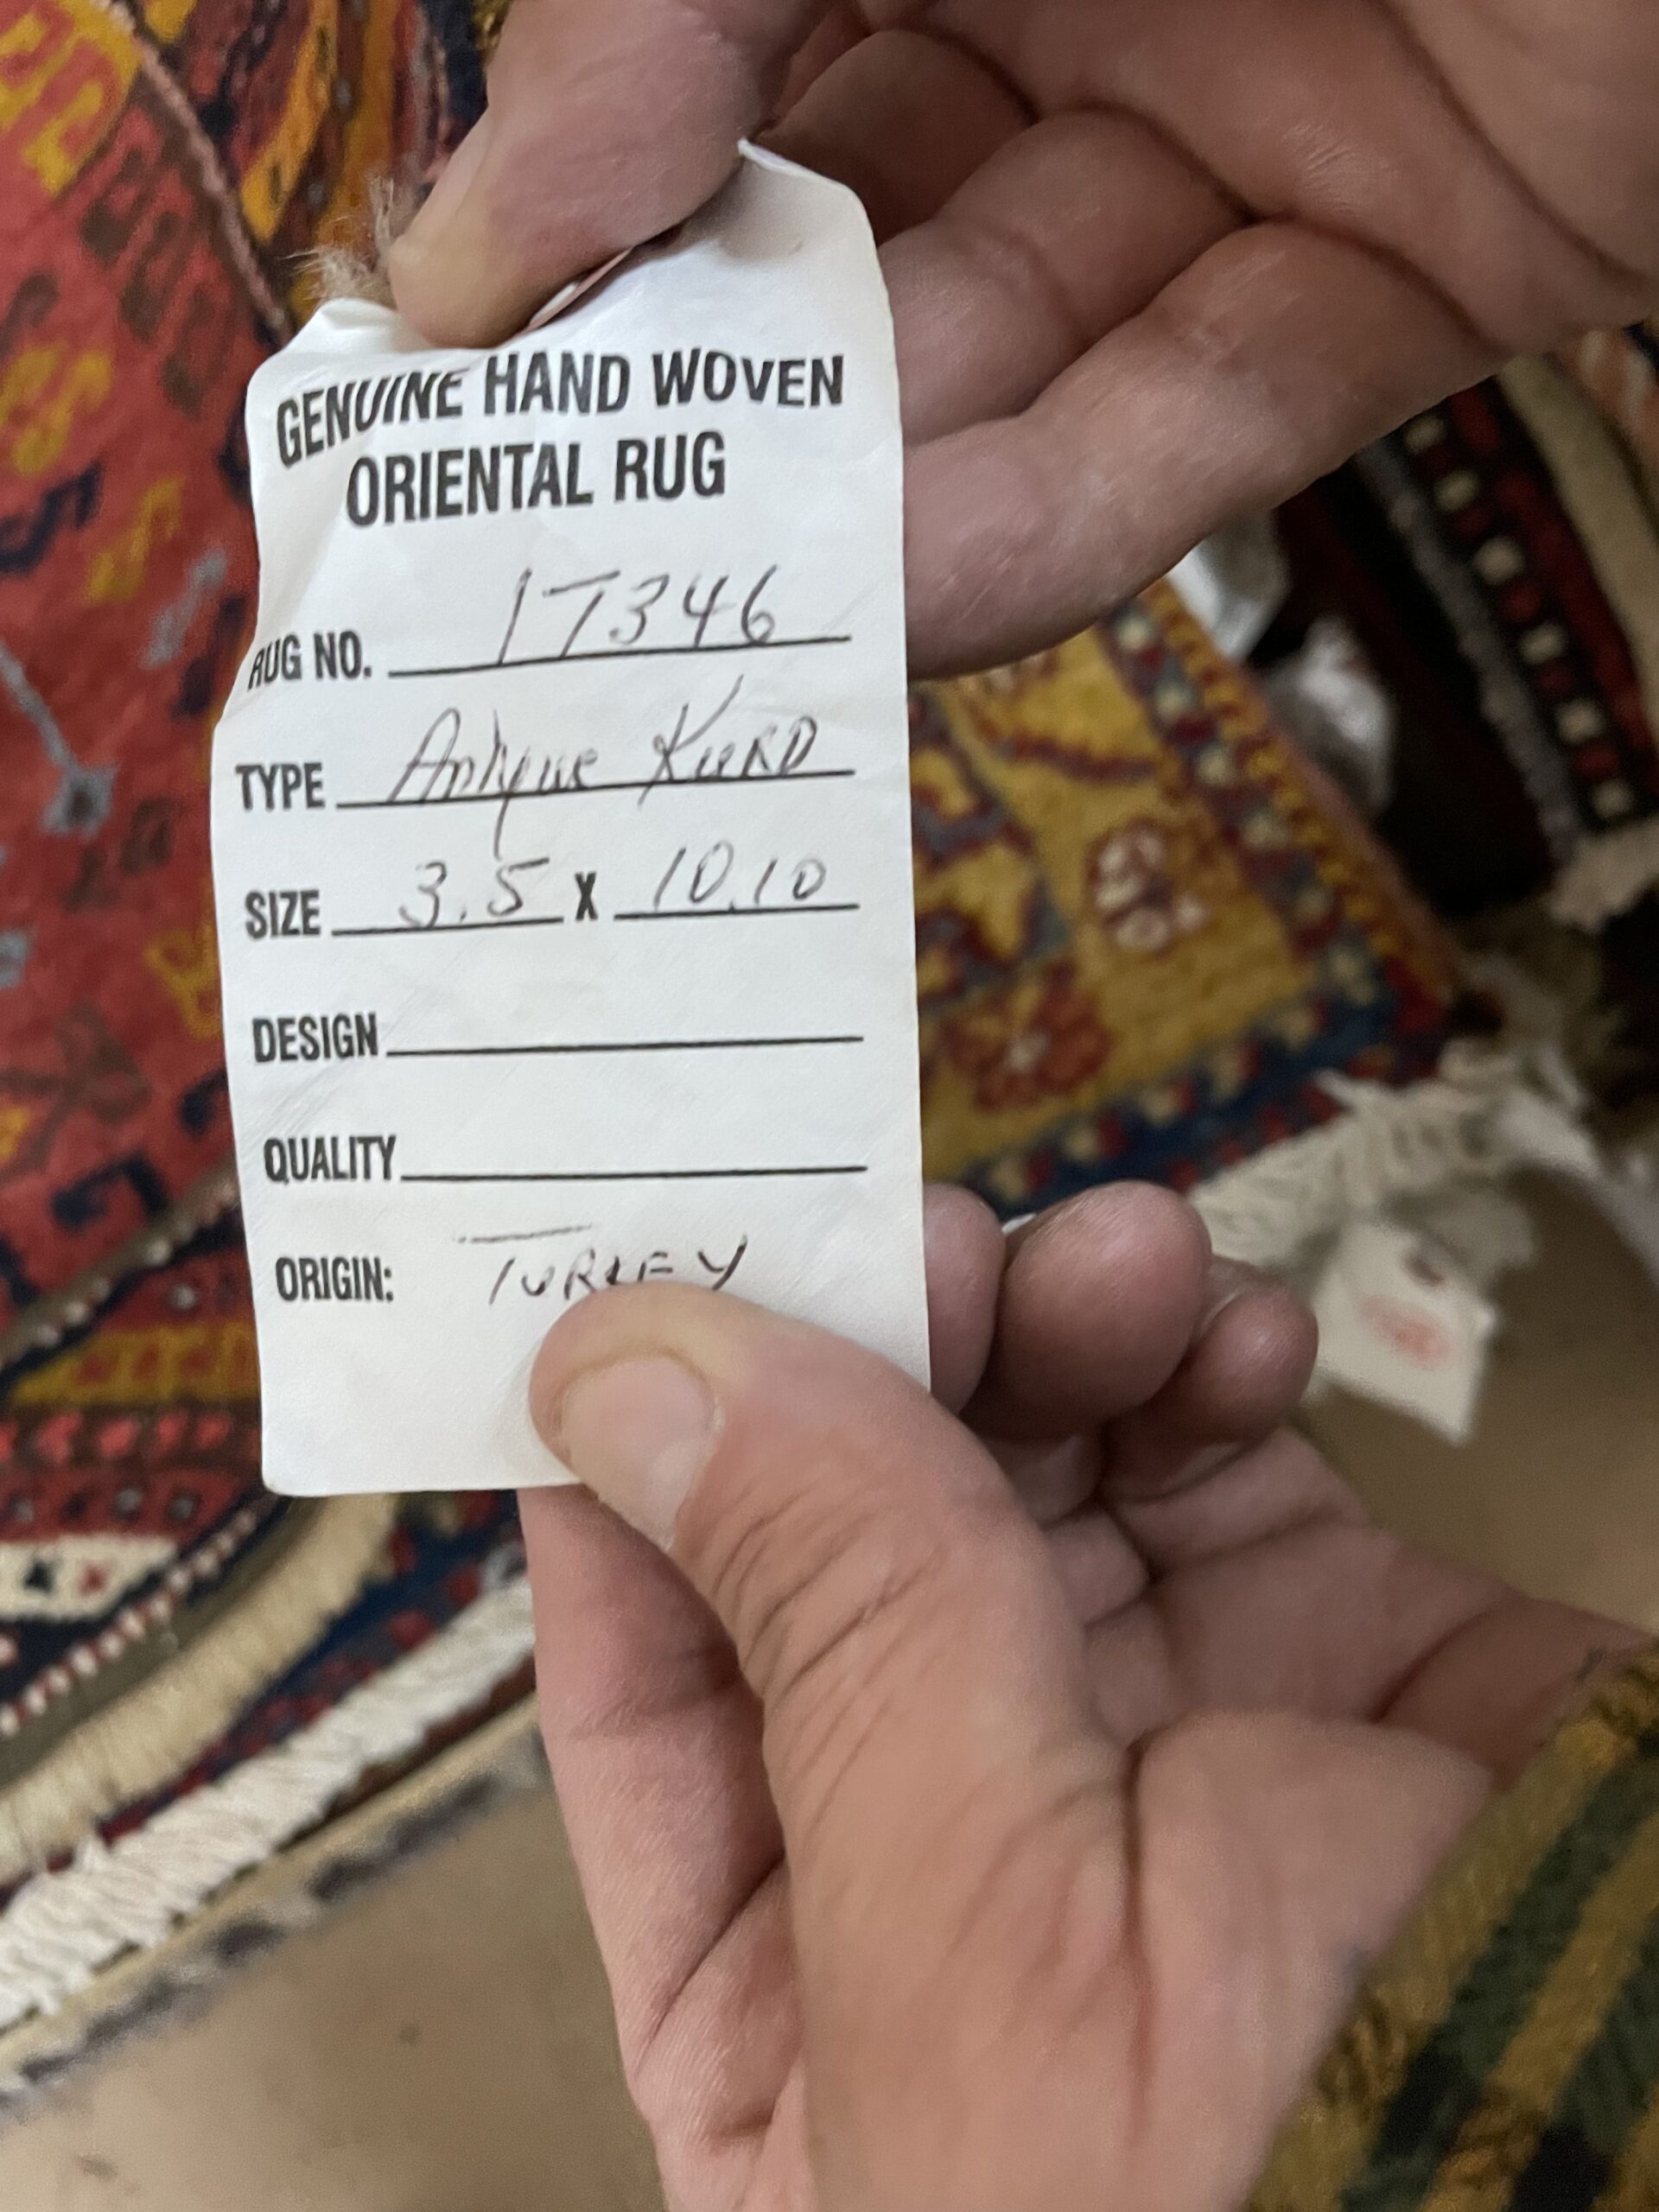 GENUINE HAND WOVEN
ORIENTAL RUG
RUG NO. 17346
TYPE Antique KURD
SIZE 3.5 X 10.10
DESIGN
QUALITY
ORIGIN: TURKEY